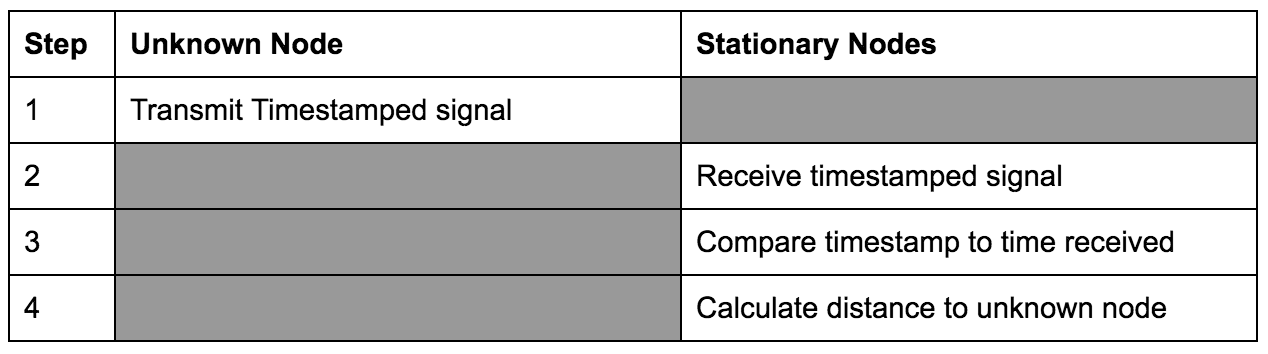 Step Unknown Node Stationary Nodes
1 Transmit Timestamped signal
2 Receive timestamped signal
3 Compare timestamp to time received
4 Calculate distance to unknown node